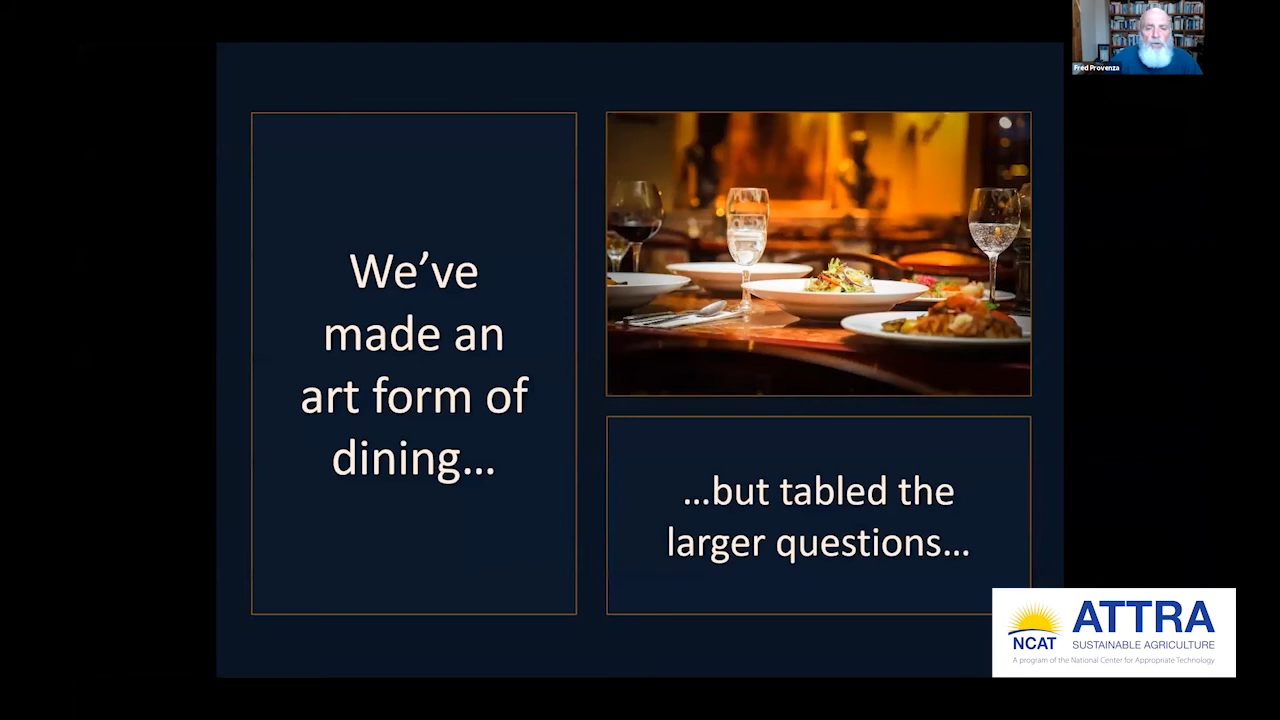 Fred Provenza
We’ve
made an
art form of
dining…
…but tabled the
larger questions…
NCAT
ATTRA
SUSTAINABLE AGRICULTURE
A program of the National Center for Appropriate Technology